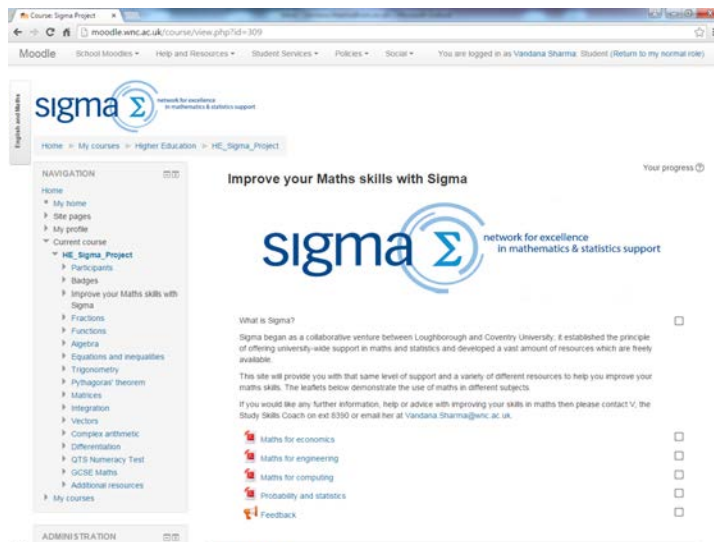 Course: Sigma Project
moodle.wnc.ac.uk/course/view.php?id=309
Moodle School Moodles Help and Resources Student Services Policies Social You are logged in as Vandana Sharma: Student (Return to my normal role)
English and Maths
sigma Σ network for excellence
in mathematics & statistics support
Home My courses Higher Education HE_Sigma_Project
NAVIGATION
Home
My home
Site pages
My profile
Current course
HE_Sigma_Project
Participants
Badges
Improve your Maths skills with
Sigma
Fractions
Functions
Algebra
Equations and inequalities
Trigonometry
Pythagoras' theorem
Matrices
Integration
Vectors
Complex arithmetic
Differentiation
QTS Numeracy Test
GCSE Maths
Additional resources
My courses
ADMINISTRATION
Your progress
Improve your Maths skills with Sigma
sigma Σ network for excellence
in mathematics & statistics support
What is Sigma?
Sigma began as a collaborative venture between Loughborough and Coventry University; it established the principle
of offering university-wide support in maths and statistics and developed a vast amount of resources which are freely
available.
This site will provide you with that same level of support and a variety of different resources to help you improve your
maths skills. The leaflets below demonstrate the use of maths in different subjects.
If you would like any further information, help or advice with improving your skills in maths then please contact V, the
Study Skills Coach on ext 8390 or email her at Vandana.Sharma@wnc.ac.uk.
Maths for economics
Maths for engineering
Maths for computing
Probability and statistics
Feedback